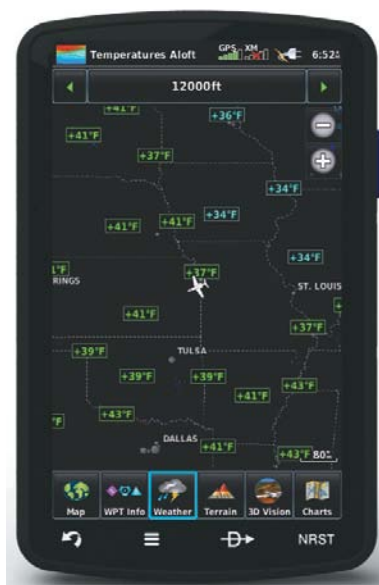 Temperatures Aloft GPS XM 6:52
12000ft
+41°F +36°F
+41°F
+37°F
+34°F
+41°F +41°F +34°F
+34°F
+37°F
RINGS ST. LOUIS
+41°F
+37°F
+39°F TULSA
+39°F +39°F +43°F
+41°F
+43°F
DALLAS +41°F
+43°F
Map WPT Info Weather Terrain 3D Vision Charts
NRST